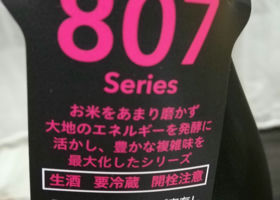 807
Series
お米をあまり磨かず
大地のエネルギーを発酵に
活かし、豊かな複雑味を
最大化したシリーズ
生酒 要冷蔵 開栓注意